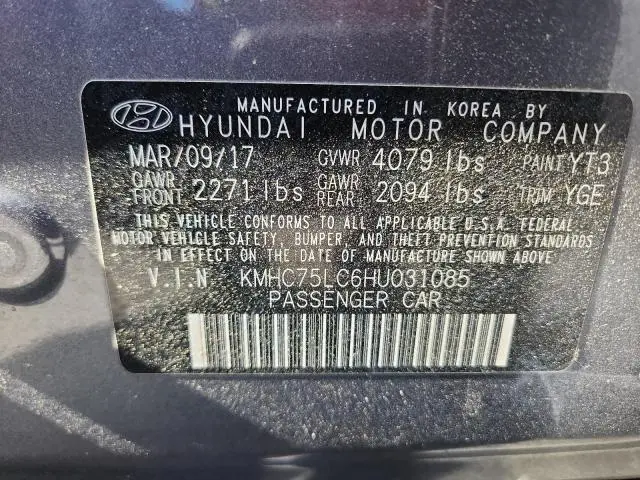 MANUFACTURED IN KOREA BY
HYUNDAI MOTOR COMPANY
MAR/09/17 GVWR 4079 lbs PAINT YT3
GAWR FRONT 2271 lbs GAWR REAR 2094 lbs TRIM YGE
THIS VEHICLE CONFORMS TO ALL APPLICABLE U.S.A. FEDERAL
MOTOR VEHICLE SAFETY, BUMPER, AND THEFT PREVENTION STANDARDS
IN EFFECT ON THE DATE OF MANUFACTURE SHOWN ABOVE.
V.I.N KMHC75LC6HU031085
PASSENGER CAR